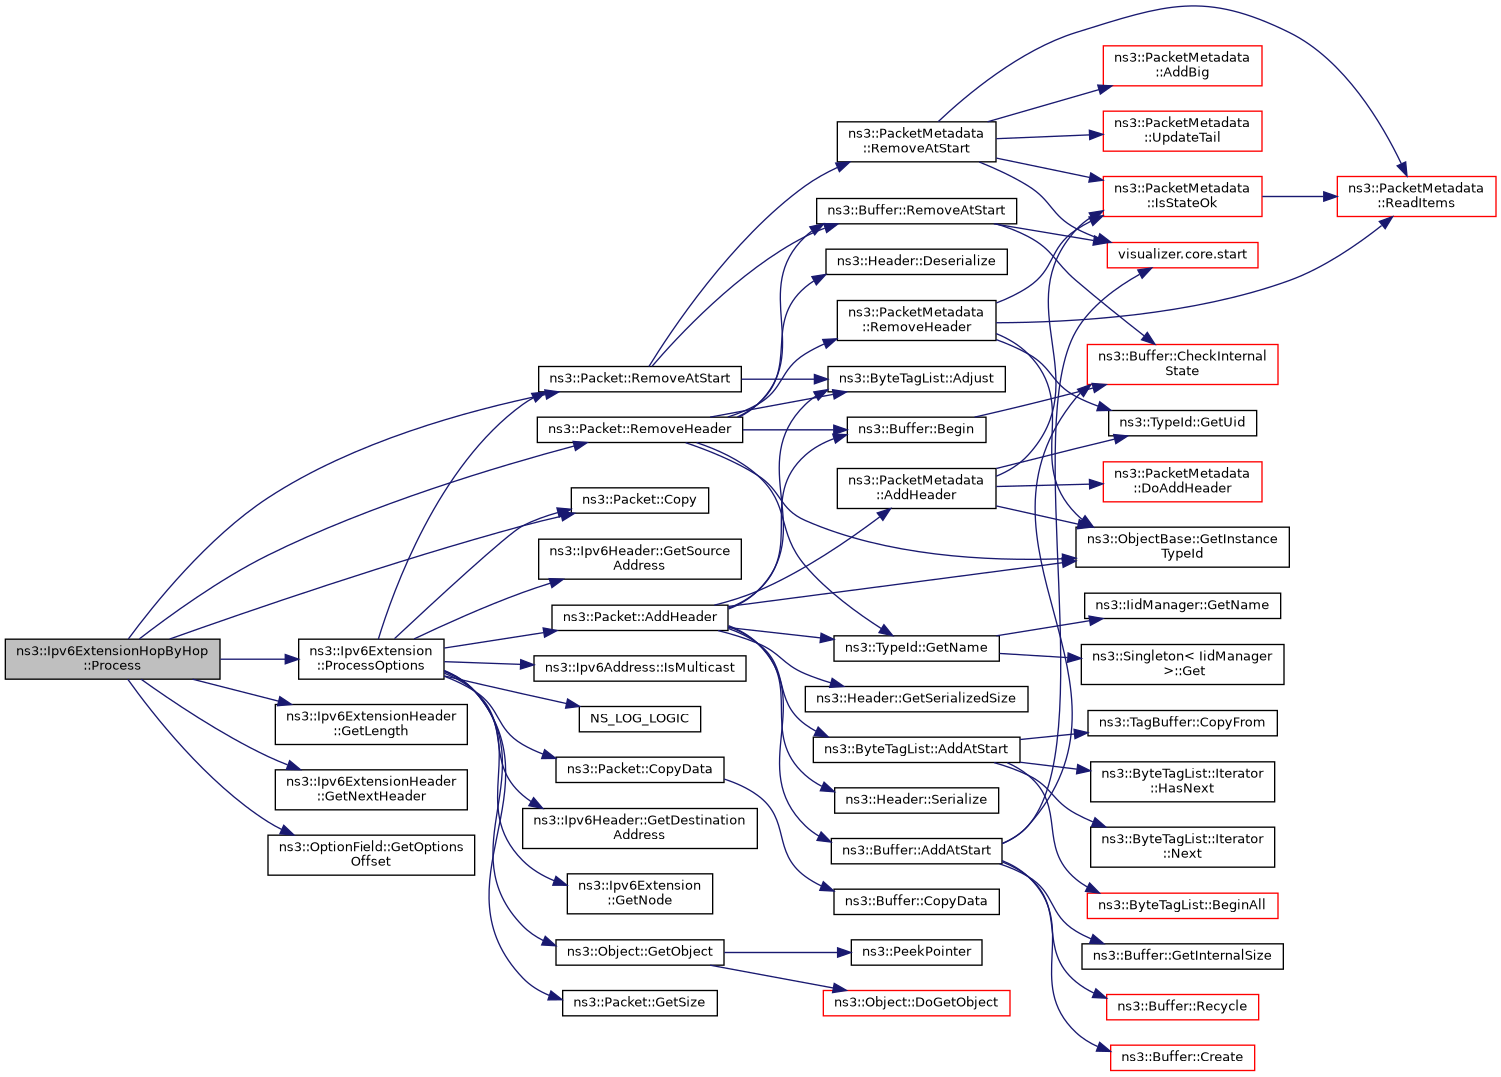 ns3::Ipv6ExtensionHopByHop
::Process
ns3::Ipv6Extension
::ProcessOptions
ns3::Ipv6ExtensionHeader
::GetLength
ns3::Ipv6ExtensionHeader
::GetNextHeader
ns3::OptionField::GetOptions
Offset
ns3::Packet::RemoveAtStart
ns3::Packet::RemoveHeader
ns3::Packet::Copy
ns3::Ipv6Header::GetSource
Address
ns3::Packet::AddHeader
ns3::Ipv6Address::IsMulticast
NS_LOG_LOGIC
ns3::Packet::CopyData
ns3::Ipv6Header::GetDestination
Address
ns3::Ipv6Extension
::GetNode
ns3::Object::GetObject
ns3::Packet::GetSize
ns3::PacketMetadata
::RemoveAtStart
ns3::Buffer::RemoveAtStart
ns3::Header::Deserialize
ns3::PacketMetadata
::RemoveHeader
ns3::ByteTagList::Adjust
ns3::Buffer::Begin
ns3::PacketMetadata
::AddHeader
ns3::TypeId::GetName
ns3::Header::GetSerializedSize
ns3::ByteTagList::AddAtStart
ns3::Header::Serialize
ns3::Buffer::AddAtStart
ns3::Buffer::CopyData
ns3::PeekPointer
ns3::Object::DoGetObject
ns3::PacketMetadata
::AddBig
ns3::PacketMetadata
::UpdateTail
ns3::PacketMetadata
::IsStateOk
visualizer.core.start
ns3::Buffer::CheckInternal
State
ns3::TypeId::GetUid
ns3::PacketMetadata
::DoAddHeader
ns3::ObjectBase::GetInstance
TypeId
ns3::IidManager::GetName
ns3::Singleton< IidManager
>::Get
ns3::TagBuffer::CopyFrom
ns3::ByteTagList::Iterator
::HasNext
ns3::ByteTagList::Iterator
::Next
ns3::ByteTagList::BeginAll
ns3::Buffer::GetInternalSize
ns3::Buffer::Recycle
ns3::Buffer::Create
ns3::PacketMetadata
::ReadItems